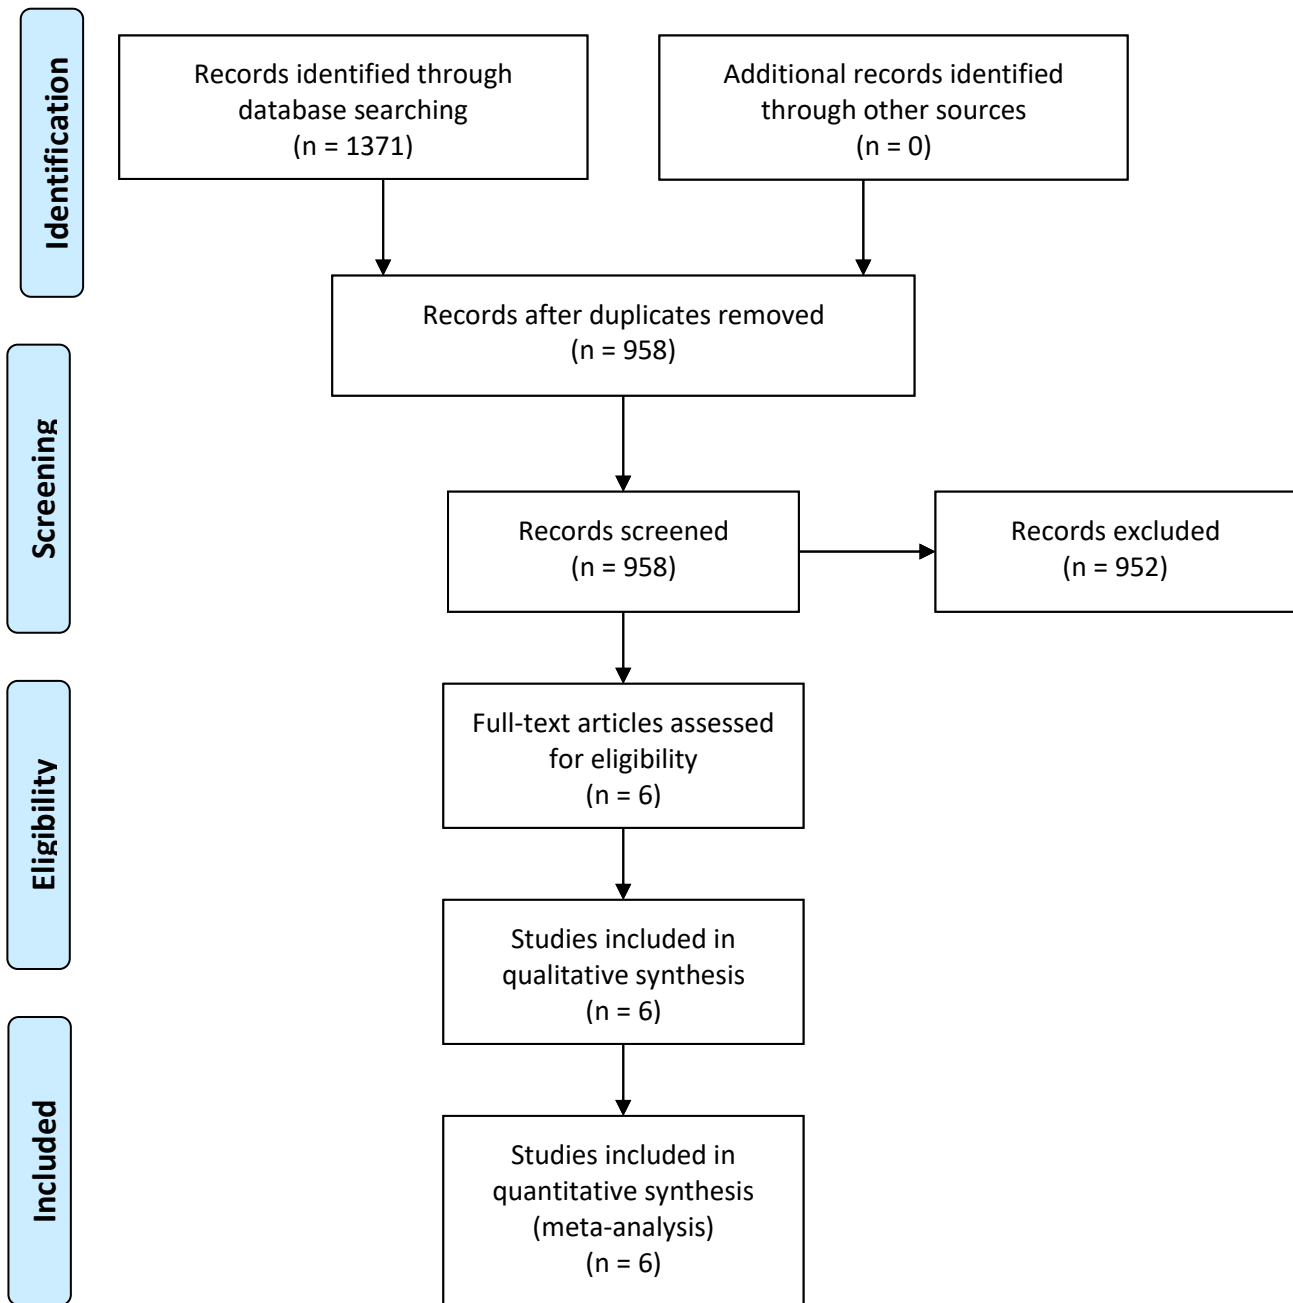 Identification
Records identified through
database searching
(n = 1371)
Additional records identified
through other sources
(n = 0)
Records after duplicates removed
(n = 958)
Screening
Records screened
(n = 958)
Records excluded
(n = 952)
Eligibility
Full-text articles assessed
for eligibility
(n = 6)
Studies included in
qualitative synthesis
(n = 6)
Included
Studies included in
quantitative synthesis
(meta-analysis)
(n = 6)